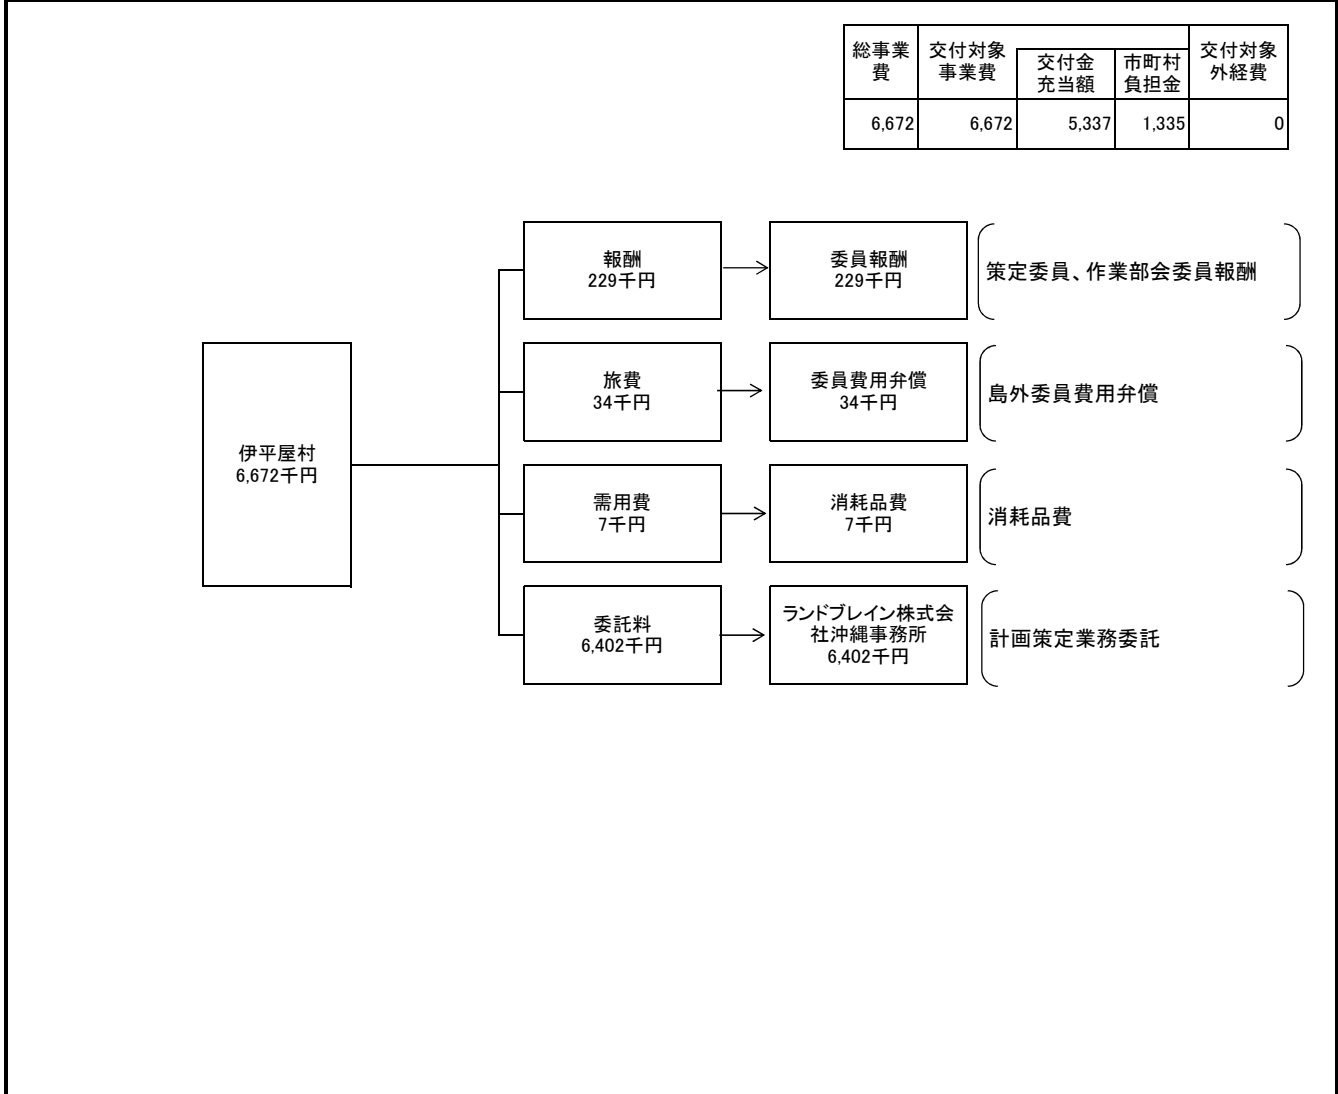 総事業
費
交付対象
事業費
交付金
充当額
市町村
負担金
交付対象
外経費
6,672
6,672
5,337
1,335
0
報酬
229千円
委員報酬
229千円
策定委員、作業部会委員報酬
旅費
34千円
委員費用弁償
34千円
島外委員費用弁償
伊平屋村
6,672千円
需用費
7千円
消耗品費
7千円
消耗品費
委託料
6,402千円
ランドブレイン株式会
社沖縄事務所
6,402千円
計画策定業務委託